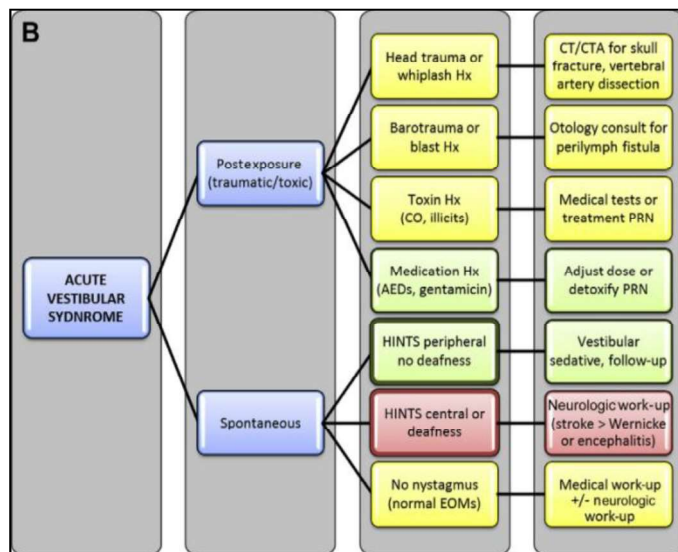 B
ACUTE
VESTIBULAR
SYDNROME
Postexposure
(traumatic/toxic)
Spontaneous
Head trauma or
whiplash Hx
CT/CTA for skull
fracture, vertebral
artery dissection
Barotrauma or
blast Hx
Otology consult for
perilymph fistula
Toxin Hx
(CO, illicits)
Medical tests or
treatment PRN
Medication Hx
(AEDs, gentamicin)
Adjust dose or
detoxify PRN
HINTS peripheral
no deafness
Vestibular
sedative, follow-up
HINTS central or
deafness
Neurologic work-up
(stroke > Wernicke
or encephalitis)
No nystagmus
(normal EOMs)
Medical work-up
+/- neurologic
work-up